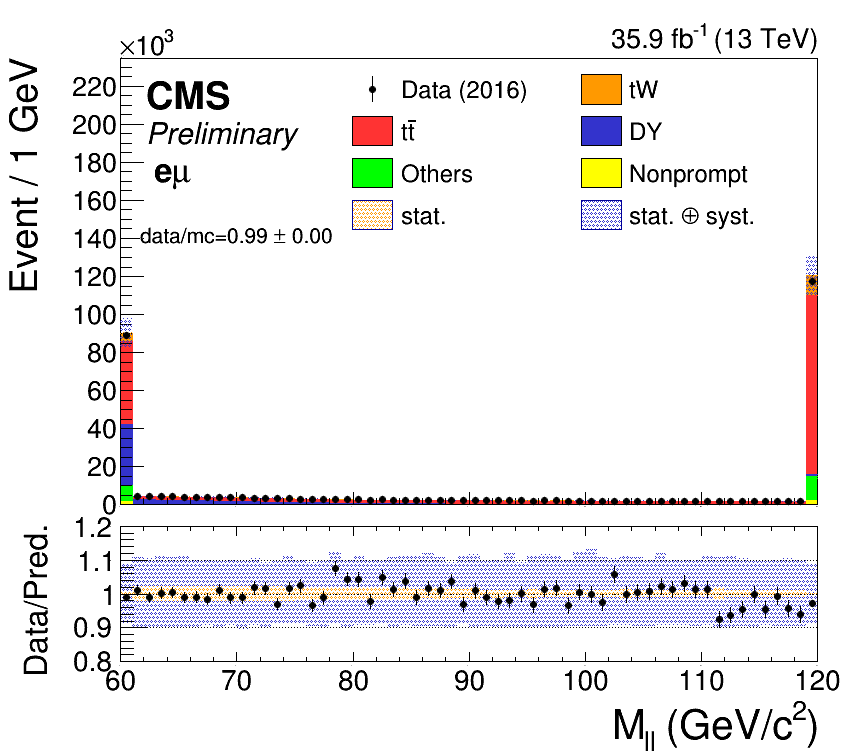 ×10³ 35.9 fb⁻¹ (13 TeV)
Event / 1 GeV
220
200
180
160
140
120
100
80
60
40
20
0
CMS
Preliminary
eμ
data/mc=0.99 ± 0.00
Data (2016) tW
tt̄ DY
Others Nonprompt
stat. stat. ⊕ syst.
Data/Pred.
1.2
1.1
1
0.9
0.8
60 70 80 90 100 110 120
M_ll (GeV/c²)